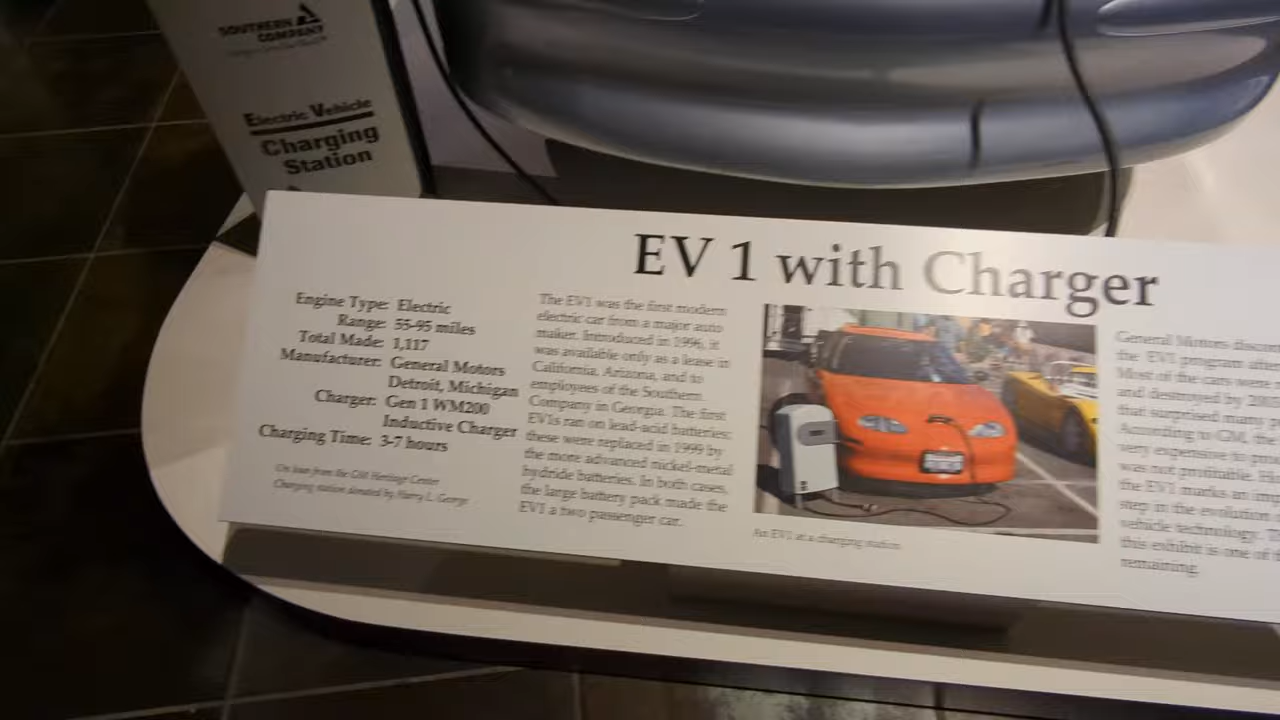 SOUTHERN
COMPANY
Electric Vehicle
Charging
Station
EV 1 with Charger
Engine Type: Electric
Range: 55-95 miles
Total Made: 1,117
Manufacturer: General Motors
Detroit, Michigan
Charger: Gen 1 WM200
Inductive Charger
Charging Time: 3-7 hours
On loan from the GM Heritage Center
Charging station donated by Harry L. George
The EV1 was the first modern
electric car from a major auto
maker. Introduced in 1996, it
was available only as a lease in
California, Arizona, and to
employees of the Southern
Company in Georgia. The first
EV1s ran on lead-acid batteries;
these were replaced in 1999 by
the more advanced nickel-metal
hydride batteries. In both cases,
the large battery pack made the
EV1 a two passenger car.
An EV1 at a charging station
General Motors
the EV1 program after
Most of the cars were
and destroyed by
that surprised many
According to GM, the
very expensive to
was not profitable.
the EV1 marks an
step in the evolution
vehicle technology.
this exhibit is one of
remaining.